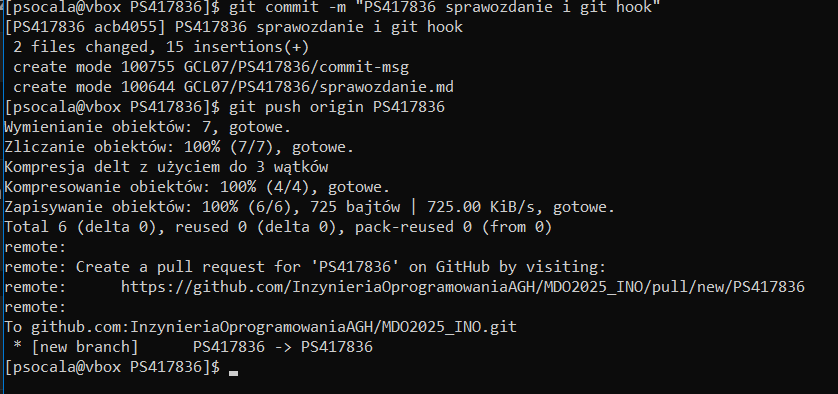 [psocala@vbox PS417836]$ git commit -m "PS417836 sprawozdanie i git hook"
[PS417836 acb4055] PS417836 sprawozdanie i git hook
 2 files changed, 15 insertions(+)
 create mode 100755 GCL07/PS417836/commit-msg
 create mode 100644 GCL07/PS417836/sprawozdanie.md
[psocala@vbox PS417836]$ git push origin PS417836
Wymienianie obiektów: 7, gotowe.
Zliczanie obiektów: 100% (7/7), gotowe.
Kompresja delt z użyciem do 3 wątków
Kompresowanie obiektów: 100% (4/4), gotowe.
Zapisywanie obiektów: 100% (6/6), 725 bajtów | 725.00 KiB/s, gotowe.
Total 6 (delta 0), reused 0 (delta 0), pack-reused 0 (from 0)
remote:
remote: Create a pull request for 'PS417836' on GitHub by visiting:
remote:      https://github.com/InzynieriaOprogramowaniaAGH/MDO2025_INO/pull/new/PS417836
remote:
To github.com:InzynieriaOprogramowaniaAGH/MDO2025_INO.git
 * [new branch]      PS417836 -> PS417836
[psocala@vbox PS417836]$